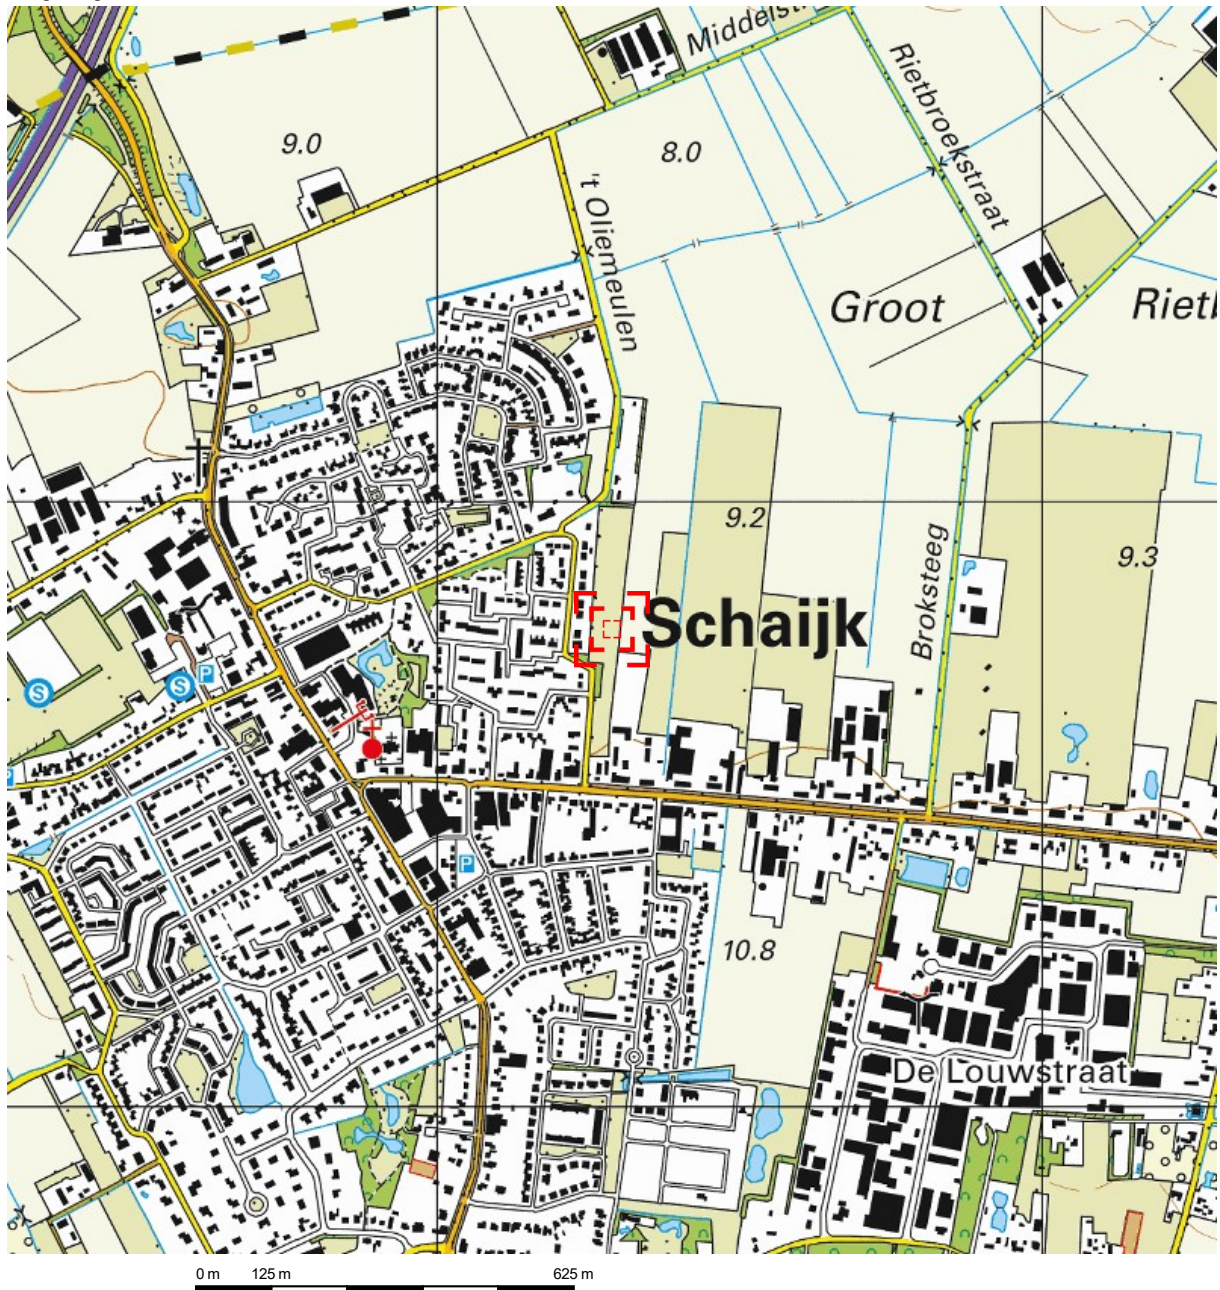 Middelstr
Rietbroekstraat
9.0
8.0
't Oliemeulen
Groot
Riet
9.2
9.3
Broksteeg
Schaijk
S
S
P
P
P
10.8
De Louwstraat
0 m 125 m 625 m